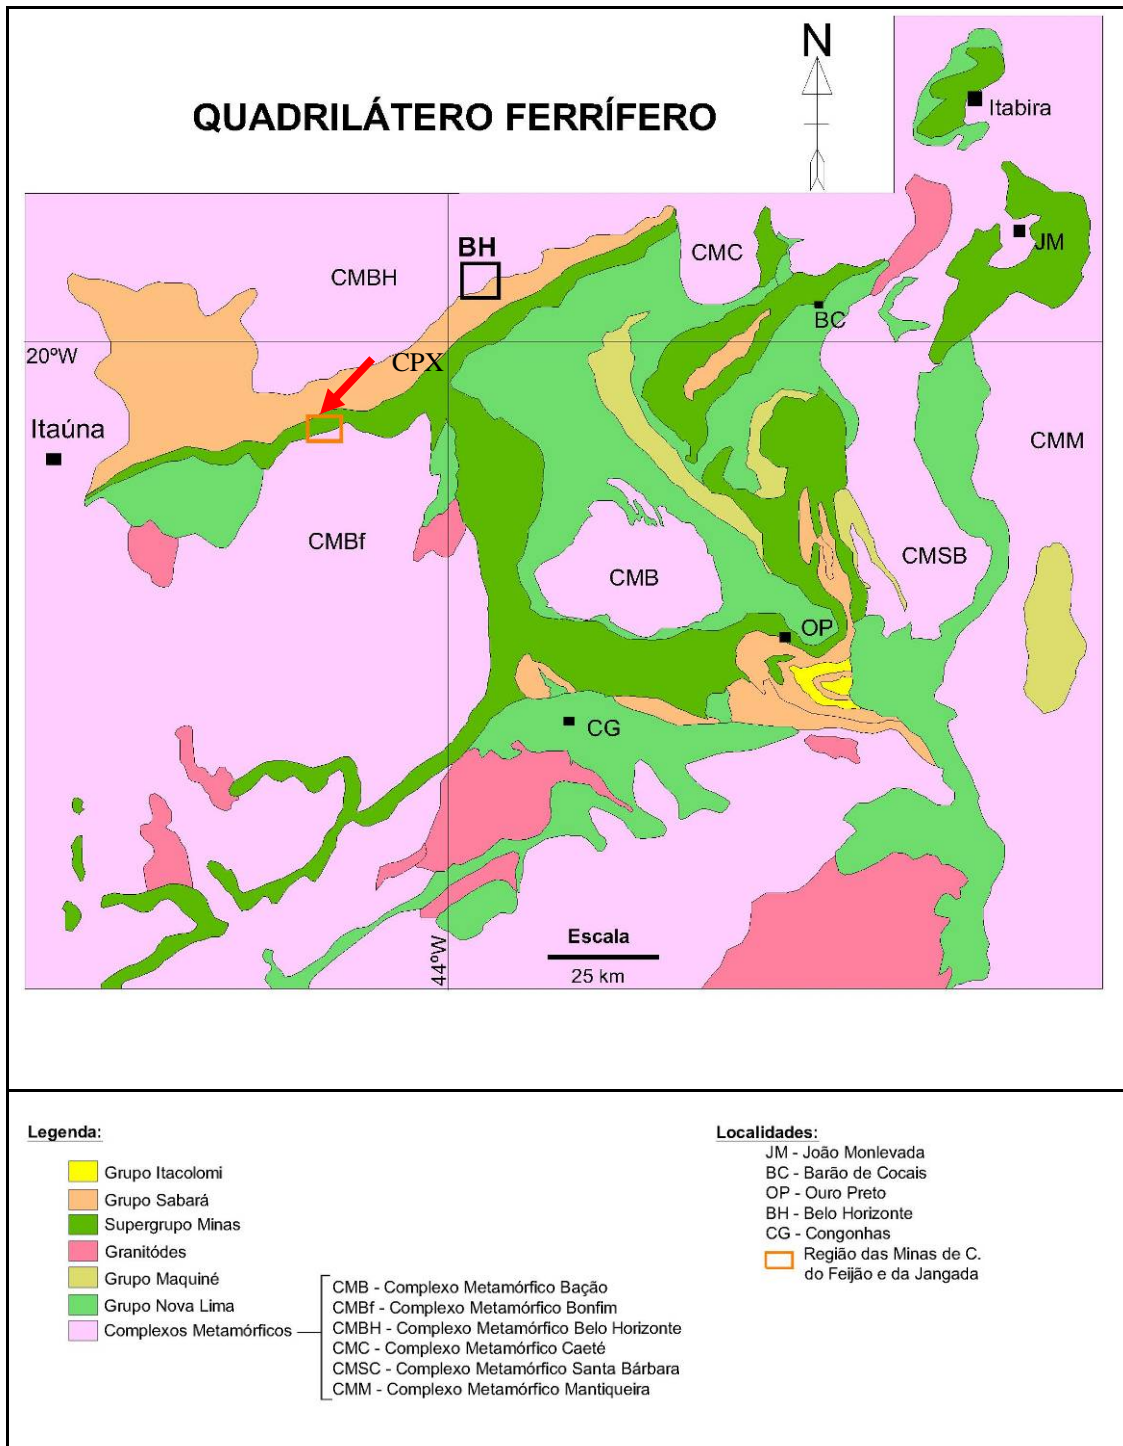 N
QUADRILÁTERO FERRÍFERO
Itabira
JM
BH
CMC
CMBH
BC
20ºW
CPX
Itaúna
CMM
CMBf
CMSB
CMB
OP
CG
44ºW
Escala
25 km
Legenda:
Grupo Itacolomi
Grupo Sabará
Supergrupo Minas
Granitódes
Grupo Maquiné
Grupo Nova Lima
Complexos Metamórficos
CMB - Complexo Metamórfico Bação
CMBf - Complexo Metamórfico Bonfim
CMBH - Complexo Metamórfico Belo Horizonte
CMC - Complexo Metamórfico Caeté
CMSC - Complexo Metamórfico Santa Bárbara
CMM - Complexo Metamórfico Mantiqueira
Localidades:
JM - João Monlevada
BC - Barão de Cocais
OP - Ouro Preto
BH - Belo Horizonte
CG - Congonhas
Região das Minas de C.
do Feijão e da Jangada